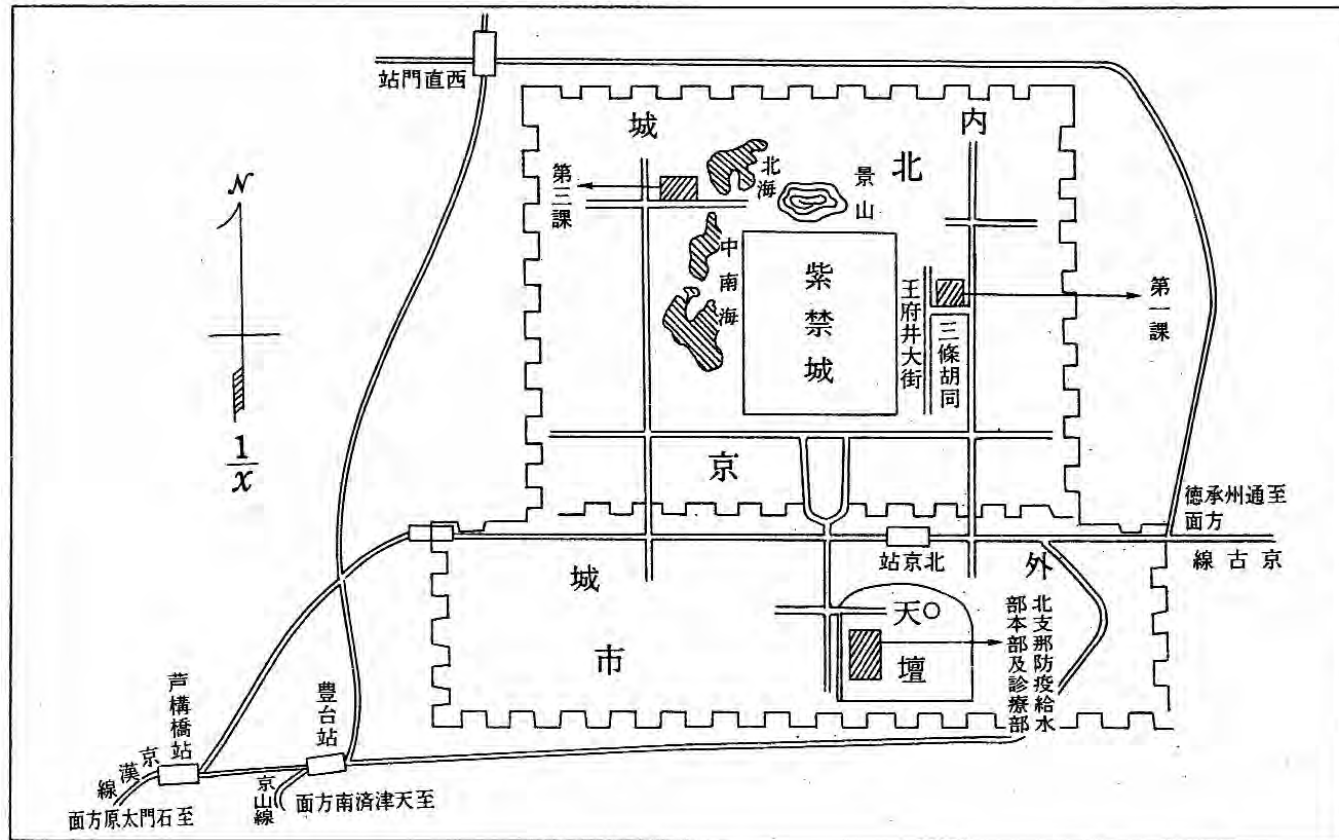 站門直西
城
内
北
北海
景山
第三課
中南海
紫禁城
王府井大街
三條胡同
第一課
N
1
x
京
德承州通至
面方
線古京
站京北
城
外
天
壇
市
北支那防疫給水
部本部及診療部
芦構橋站
豊台站
京漢線
京山線
面方南済津天至
面方原太門石至